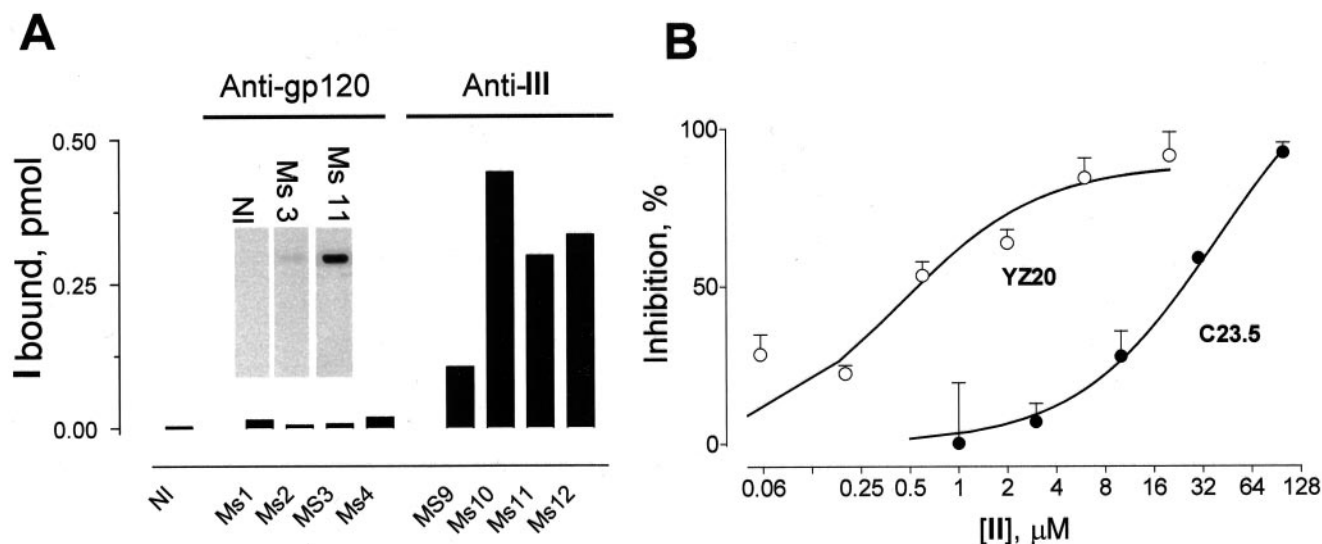 A
Anti-gp120 Anti-III
I bound, pmol
0.50
0.25
0.00
NI Ms 3 Ms 11
NI Ms1 Ms2 MS3 Ms4 MS9 Ms10 Ms11 Ms12
B
Inhibition, %
100
50
0
YZ20
C23.5
0.06 0.25 0.5 1 2 4 8 16 32 64 128
[II], μM